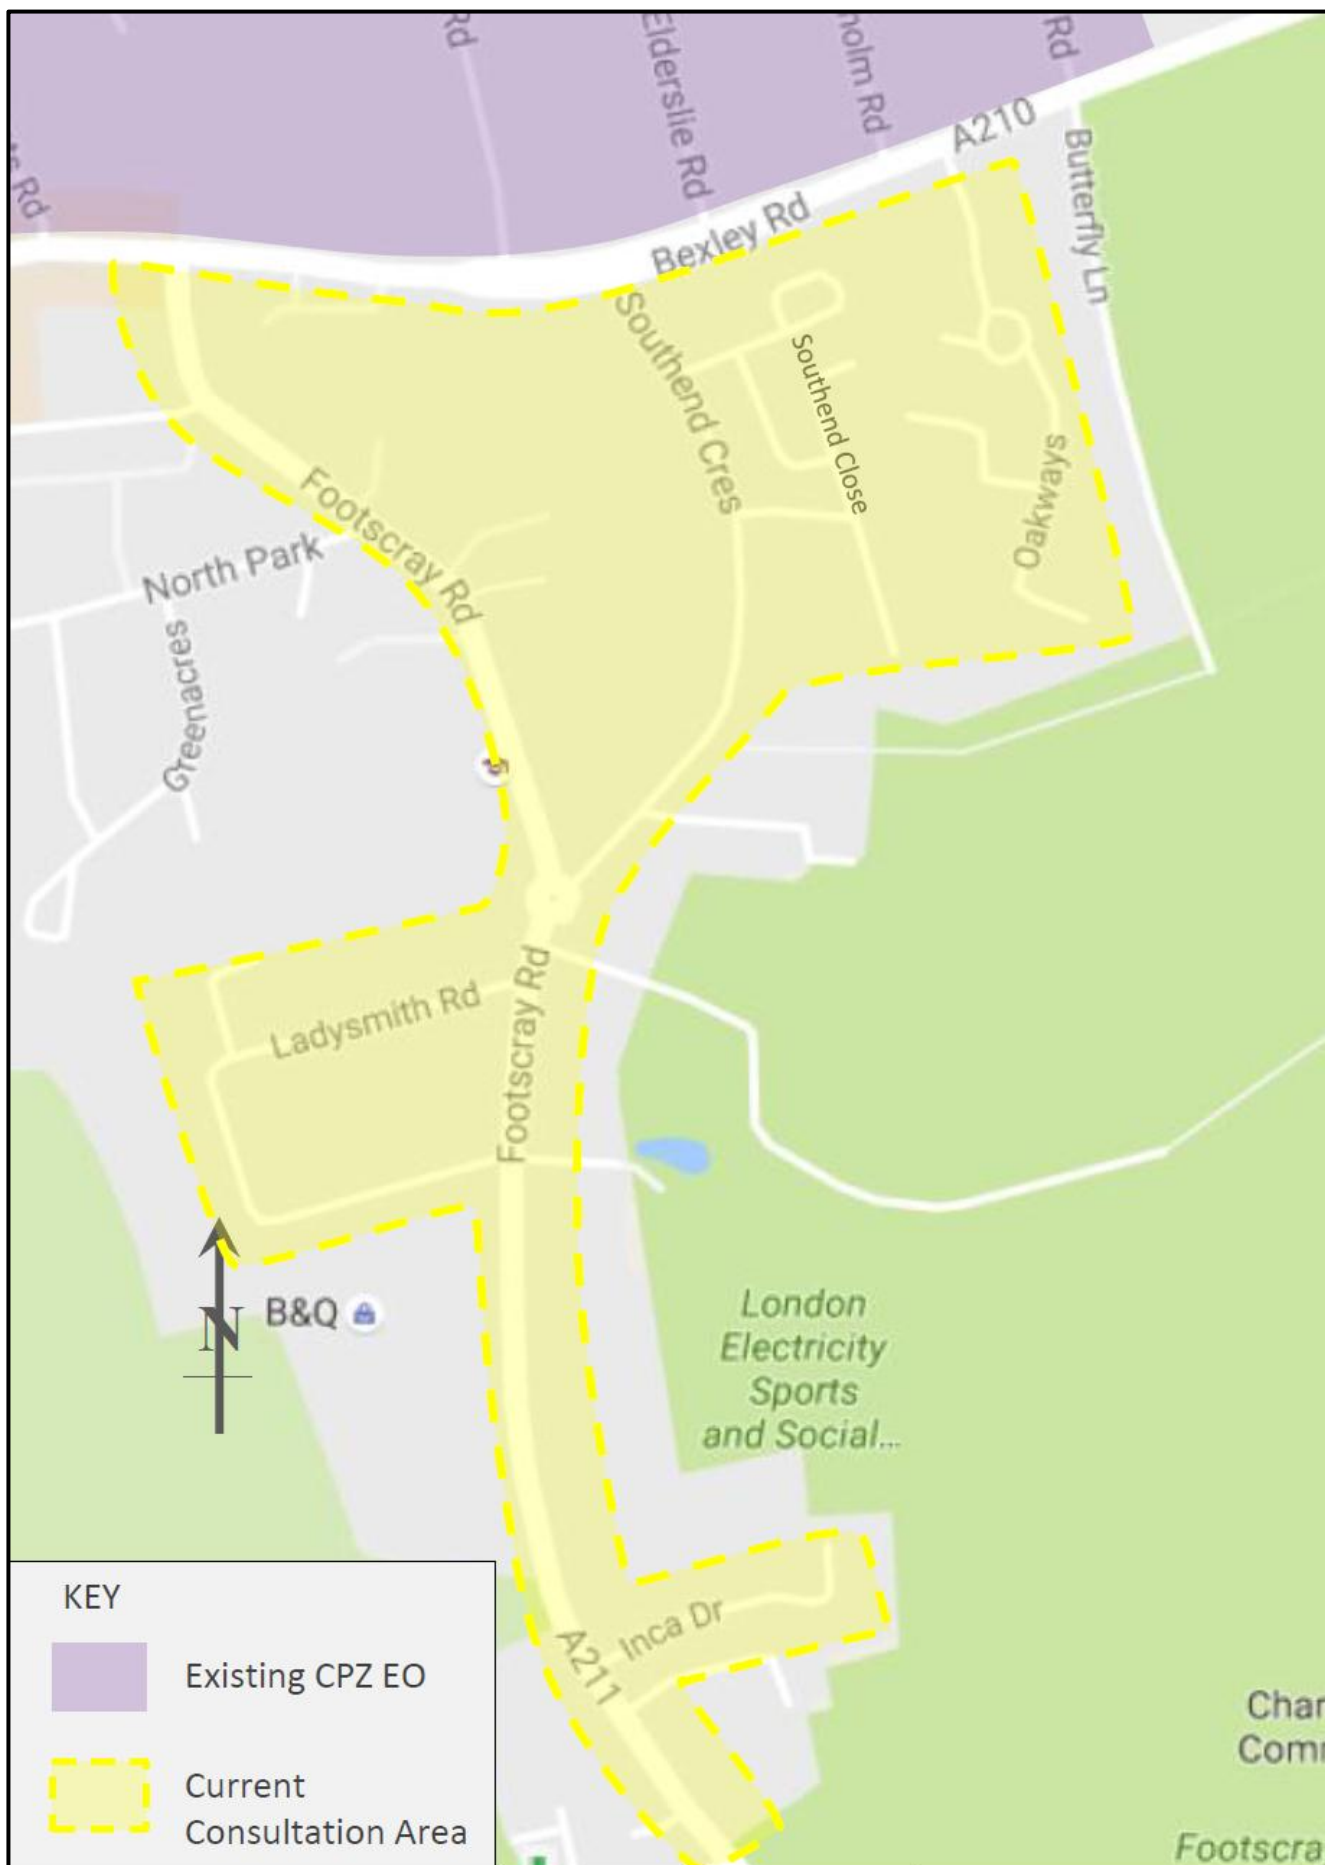 Rd
Elderslie Rd
holm Rd
Rd
A210
Rd
Bexley Rd
Butterfly Ln
Southend Cres
Southend Close
Footscray Rd
Oakways
North Park
Greenacres
Ladysmith Rd
Footscray Rd
N
B&Q
London
Electricity
Sports
and Social...
Inca Dr
A211
KEY
Existing CPZ EO
Current
Consultation Area
Char
Com
Footscra